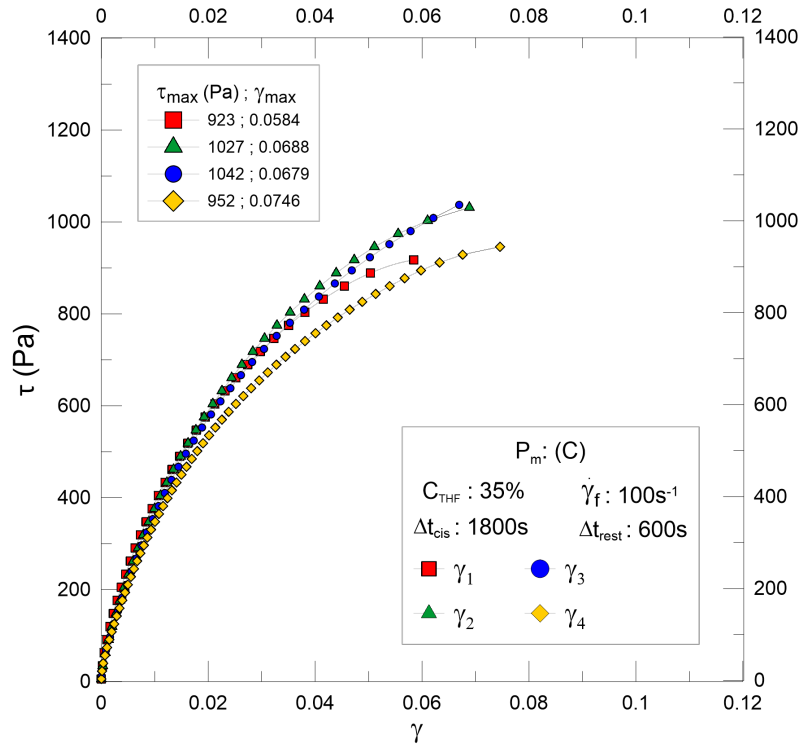 0 0.02 0.04 0.06 0.08 0.1 0.12
1400 1400
τmax (Pa) ; γmax
923 ; 0.0584
1027 ; 0.0688
1042 ; 0.0679
952 ; 0.0746
1200 1200
1000 1000
800 800
τ (Pa)
600 600
Pm: (C)
CTHF : 35% γ̇f : 100s-1
Δtcis : 1800s Δtrest : 600s
γ1 γ3
γ2 γ4
400 400
200 200
0 0
0 0.02 0.04 0.06 0.08 0.1 0.12
γ